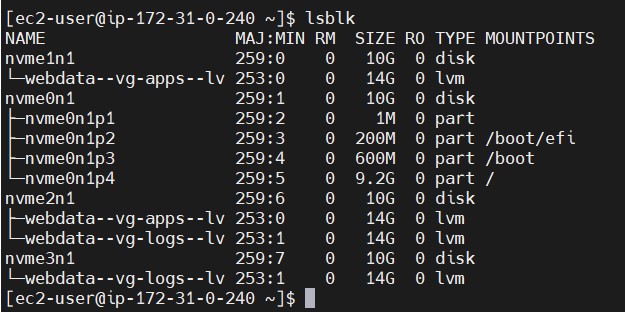 [ec2-user@ip-172-31-0-240 ~]$ lsblk
NAME                      MAJ:MIN RM  SIZE RO TYPE MOUNTPOINTS
nvme1n1                   259:0    0   10G  0 disk
└─webdata--vg-apps--lv    253:0    0   14G  0 lvm
nvme0n1                   259:1    0   10G  0 disk
├─nvme0n1p1               259:2    0    1M  0 part
├─nvme0n1p2               259:3    0  200M  0 part /boot/efi
├─nvme0n1p3               259:4    0  600M  0 part /boot
└─nvme0n1p4               259:5    0  9.2G  0 part /
nvme2n1                   259:6    0   10G  0 disk
├─webdata--vg-apps--lv    253:0    0   14G  0 lvm
└─webdata--vg-logs--lv    253:1    0   14G  0 lvm
nvme3n1                   259:7    0   10G  0 disk
└─webdata--vg-logs--lv    253:1    0   14G  0 lvm
[ec2-user@ip-172-31-0-240 ~]$